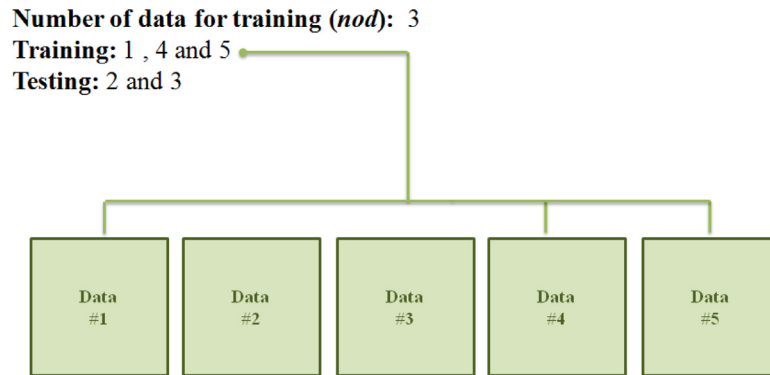 Number of data for training (nod): 3
Training: 1 , 4 and 5
Testing: 2 and 3
Data
#1
Data
#2
Data
#3
Data
#4
Data
#5